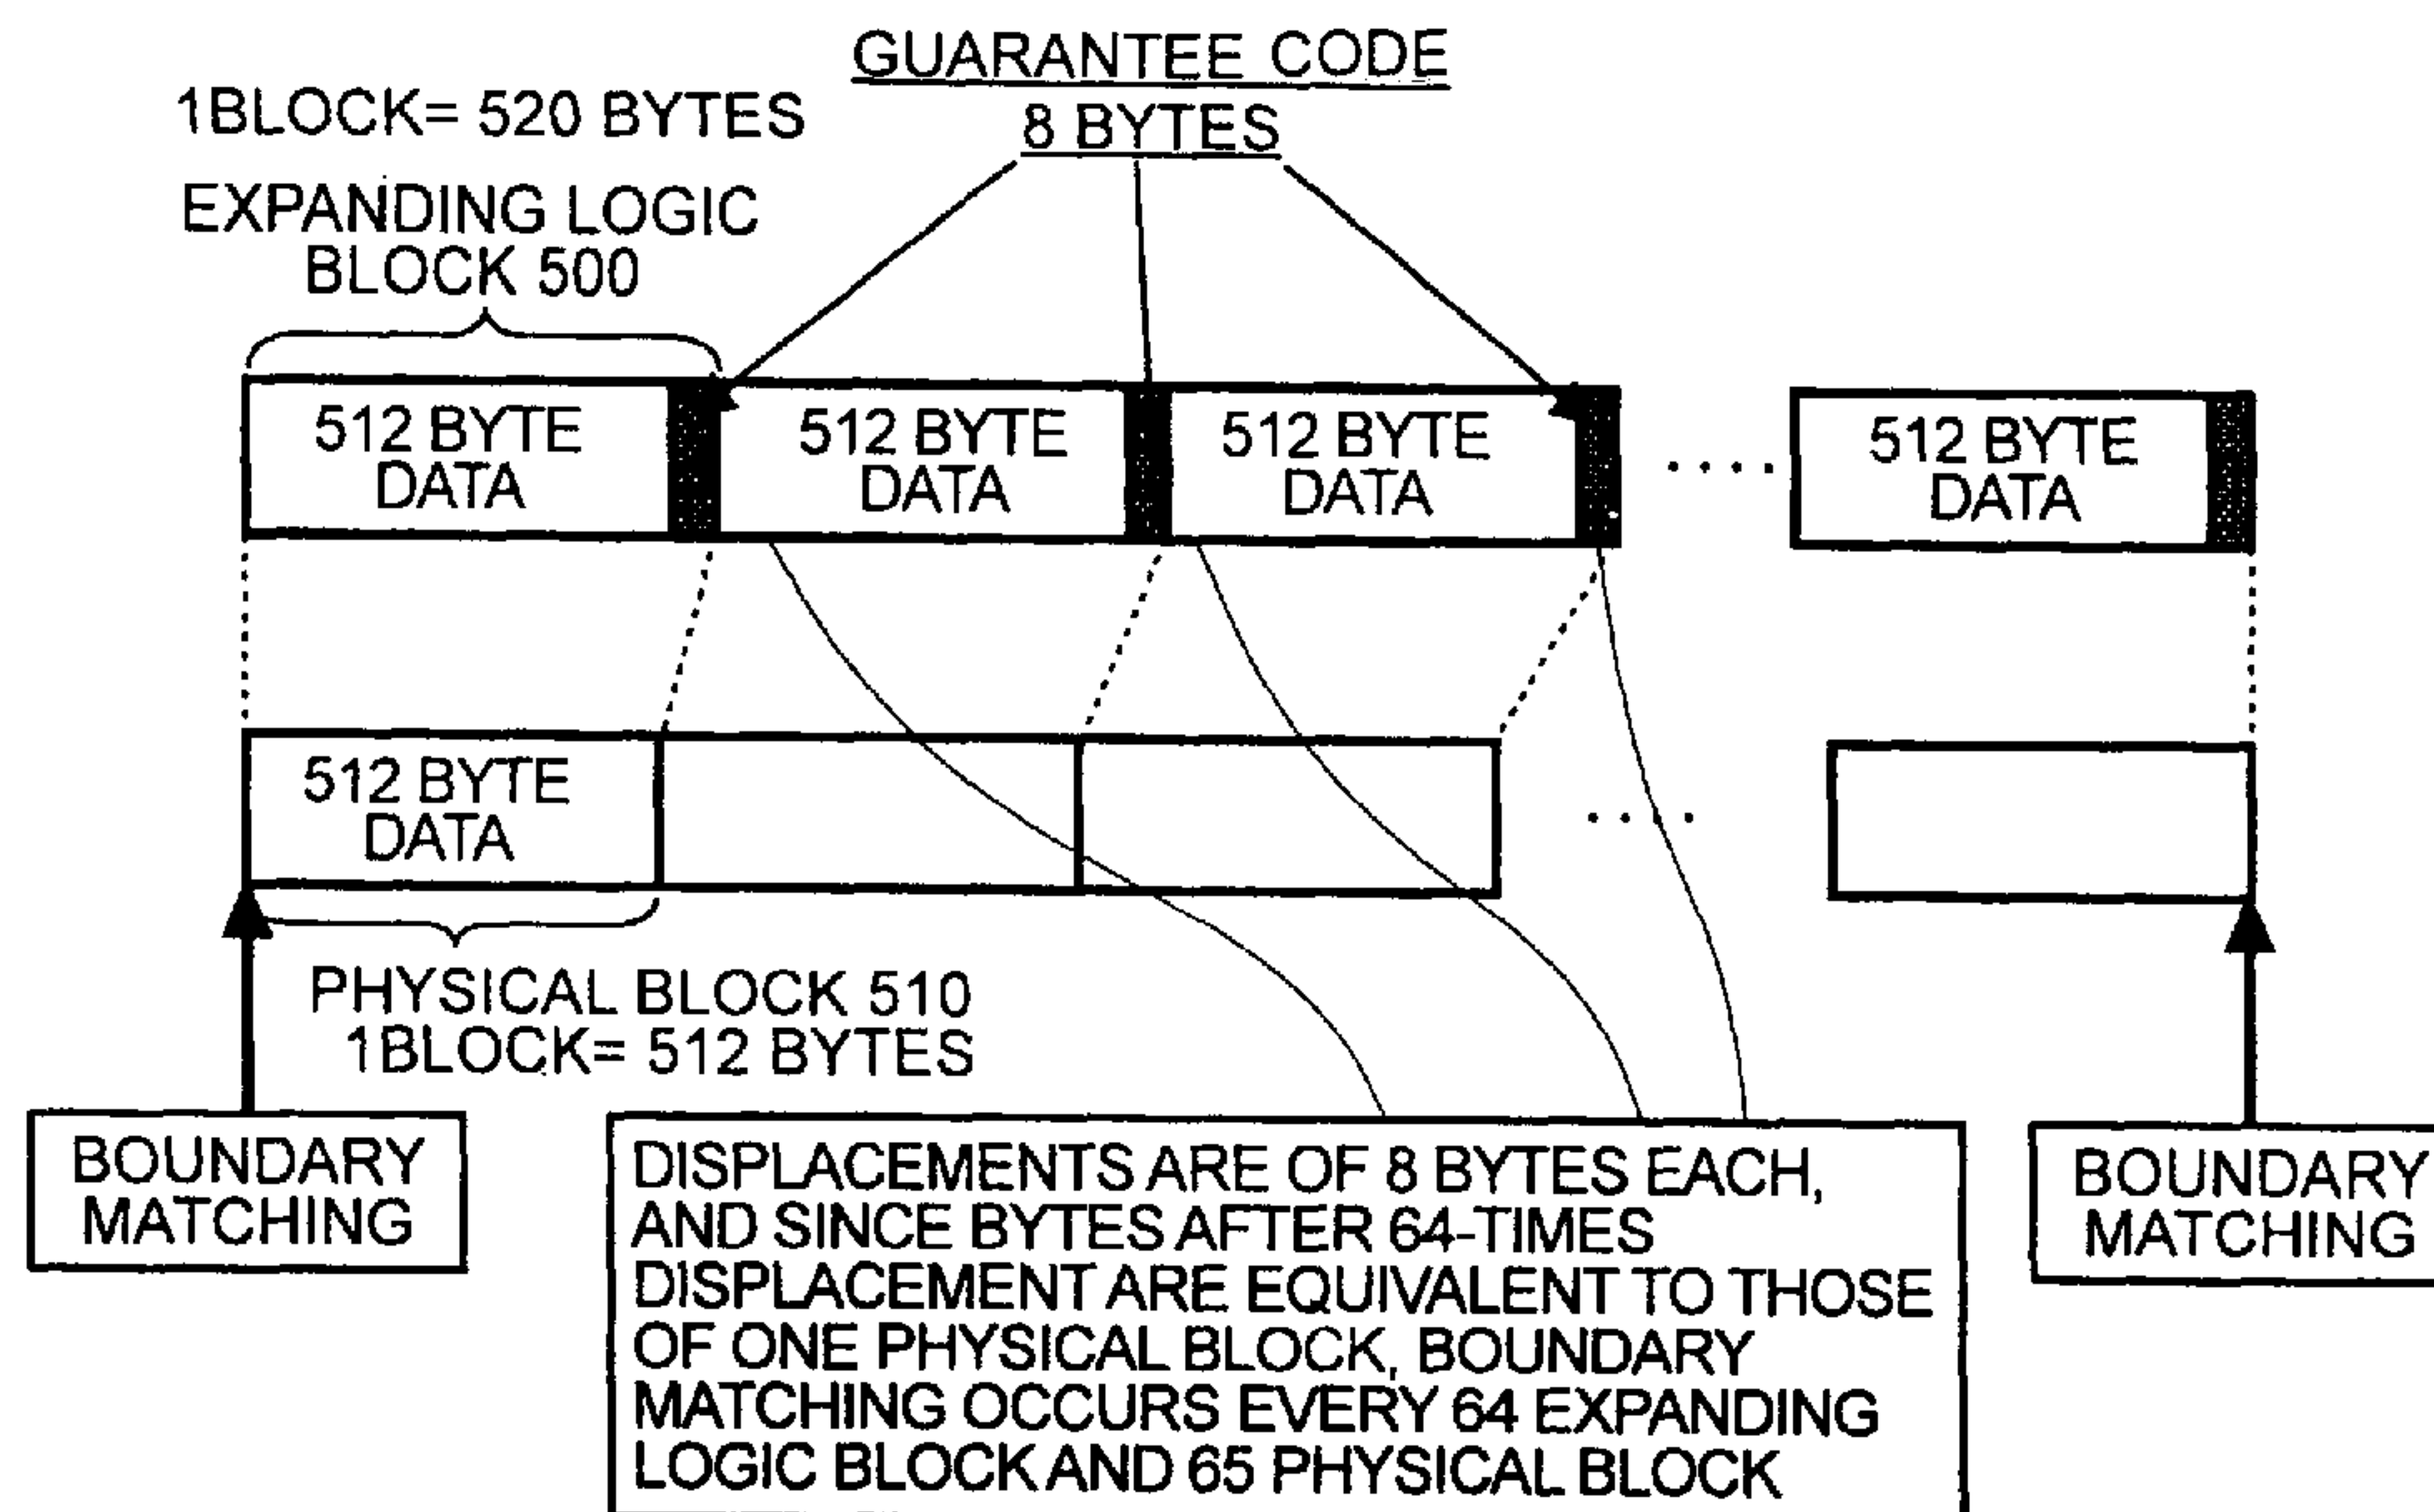 GUARANTEE CODE
8 BYTES
1BLOCK= 520 BYTES
EXPANDING LOGIC
BLOCK 500
512 BYTE
DATA
512 BYTE
DATA
512 BYTE
DATA
512 BYTE
DATA
512 BYTE
DATA
PHYSICAL BLOCK 510
1BLOCK= 512 BYTES
BOUNDARY
MATCHING
DISPLACEMENTS ARE OF 8 BYTES EACH,
AND SINCE BYTES AFTER 64-TIMES
DISPLACEMENT ARE EQUIVALENT TO THOSE
OF ONE PHYSICAL BLOCK, BOUNDARY
MATCHING OCCURS EVERY 64 EXPANDING
LOGIC BLOCK AND 65 PHYSICAL BLOCK
BOUNDARY
MATCHING